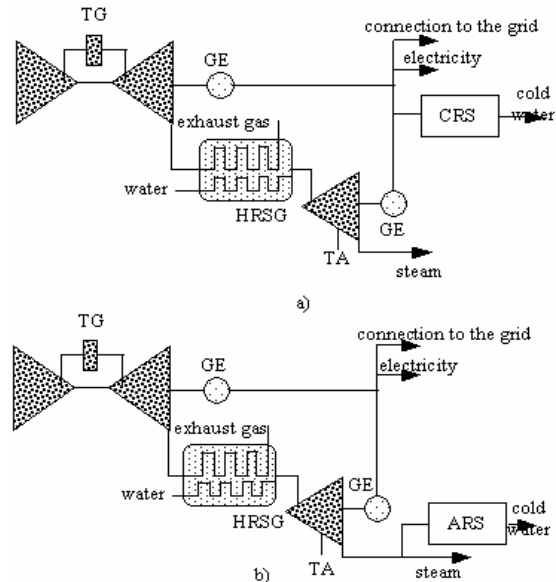 TG
connection to the grid
GE
electricity
cold
water
CRS
exhaust gas
water
HRSG
GE
TA
steam
a)
TG
connection to the grid
GE
electricity
exhaust gas
GE
cold
water
water
HRSG
ARS
TA
steam
b)